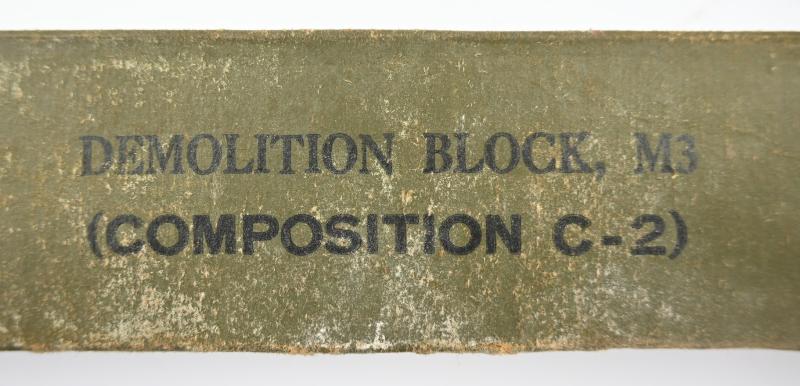 DEMOLITION BLOCK, M3
(COMPOSITION C-2)